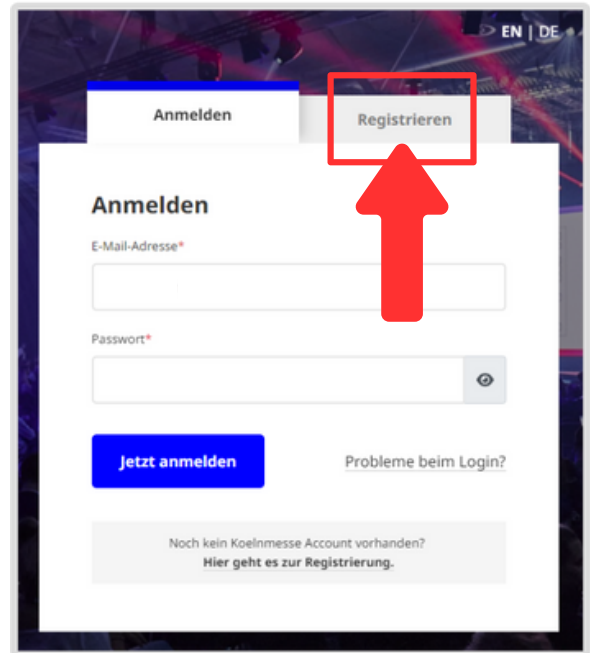 EN | DE
Anmelden
Registrieren
Anmelden
E-Mail-Adresse*
Passwort*
Jetzt anmelden
Probleme beim Login?
Noch kein Koelnmesse Account vorhanden?
Hier geht es zur Registrierung.